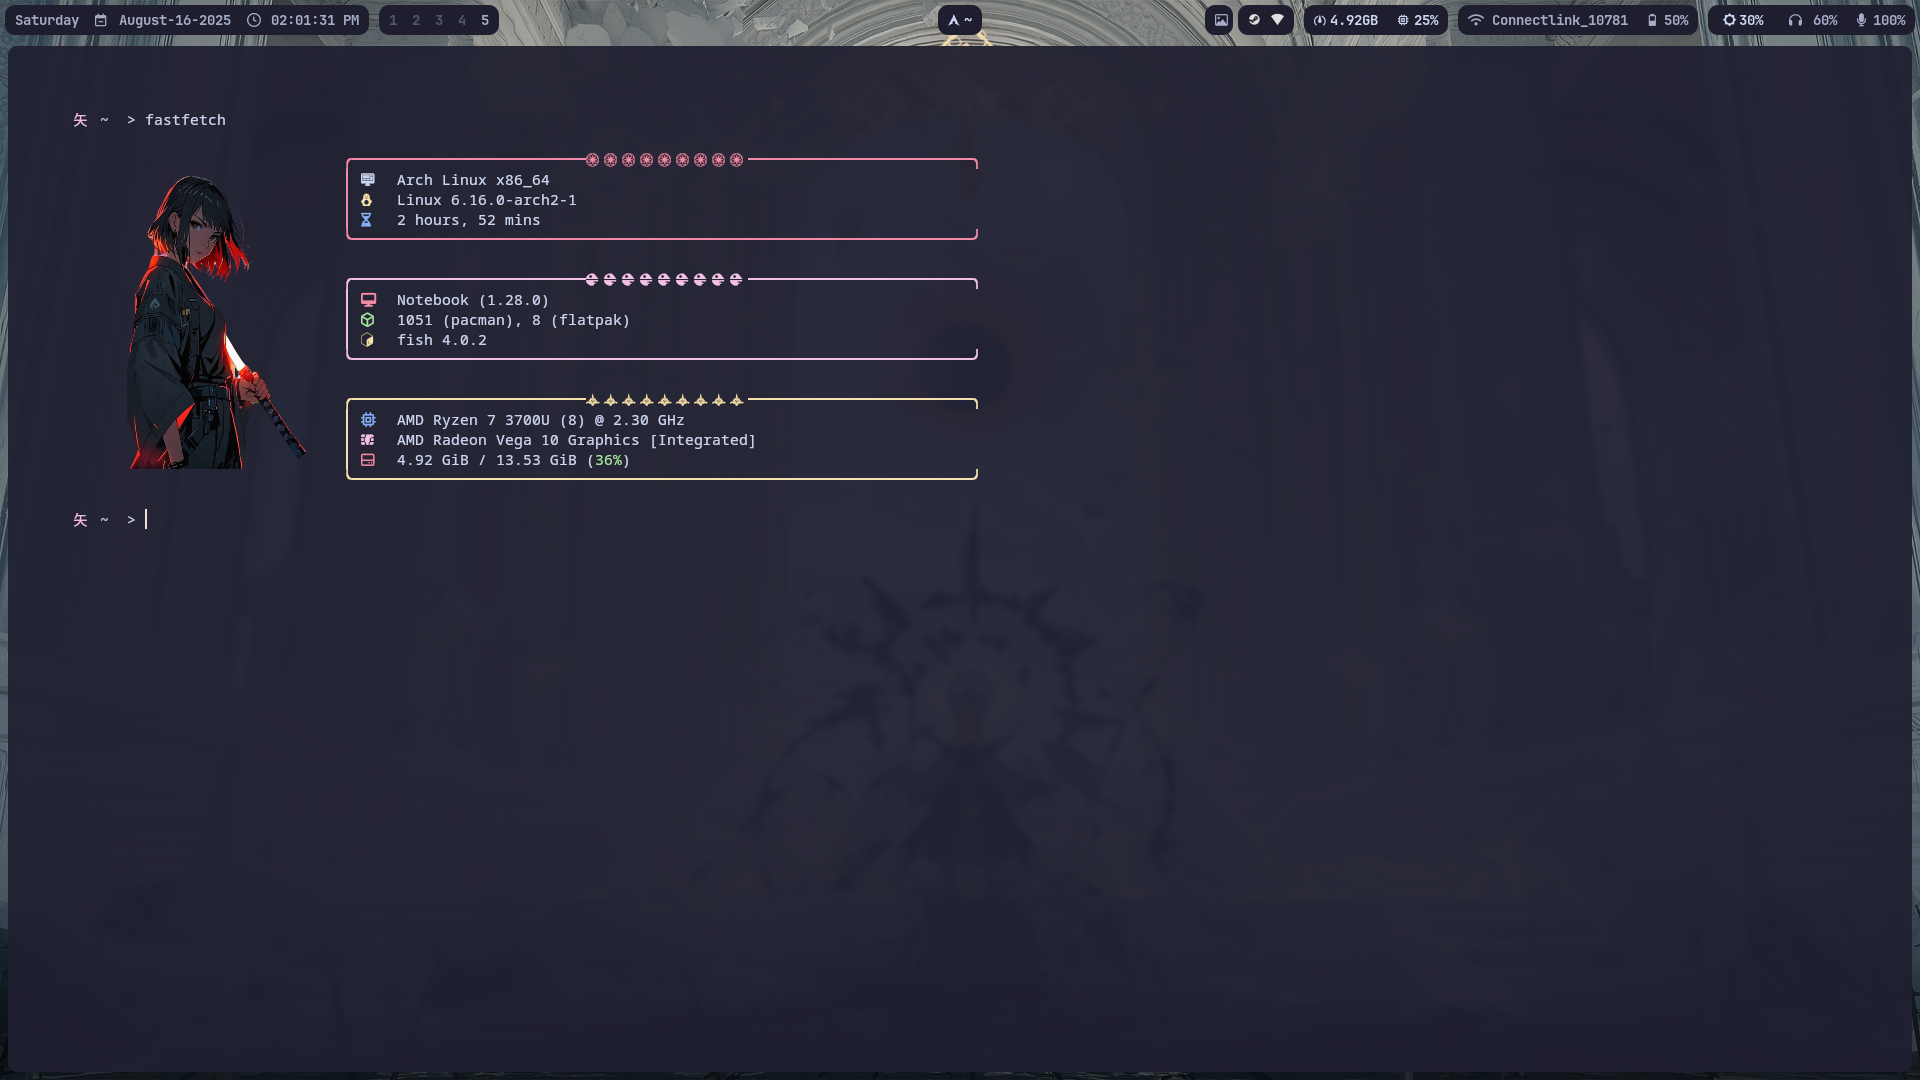 Saturday August-16-2025 02:01:31 PM 1 2 3 4 5 ~ 4.92GB 25% Connectlink_10781 50% 30% 60% 100%
矢 ~ > fastfetch
Arch Linux x86_64
Linux 6.16.0-arch2-1
2 hours, 52 mins
Notebook (1.28.0)
1051 (pacman), 8 (flatpak)
fish 4.0.2
AMD Ryzen 7 3700U (8) @ 2.30 GHz
AMD Radeon Vega 10 Graphics [Integrated]
4.92 GiB / 13.53 GiB (36%)
矢 ~ >